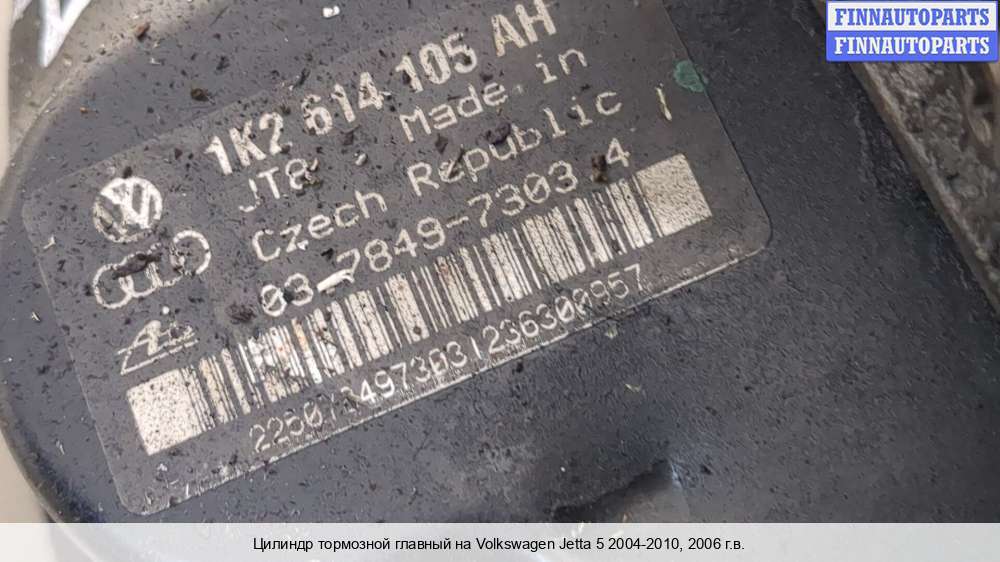 FINNAUTOPARTS
FINNAUTOPARTS
1K2 614 105 AH
JT8 Made in
Czech Republic
03-7849-7303 4
Цилиндр тормозной главный на Volkswagen Jetta 5 2004-2010, 2006 г.в.